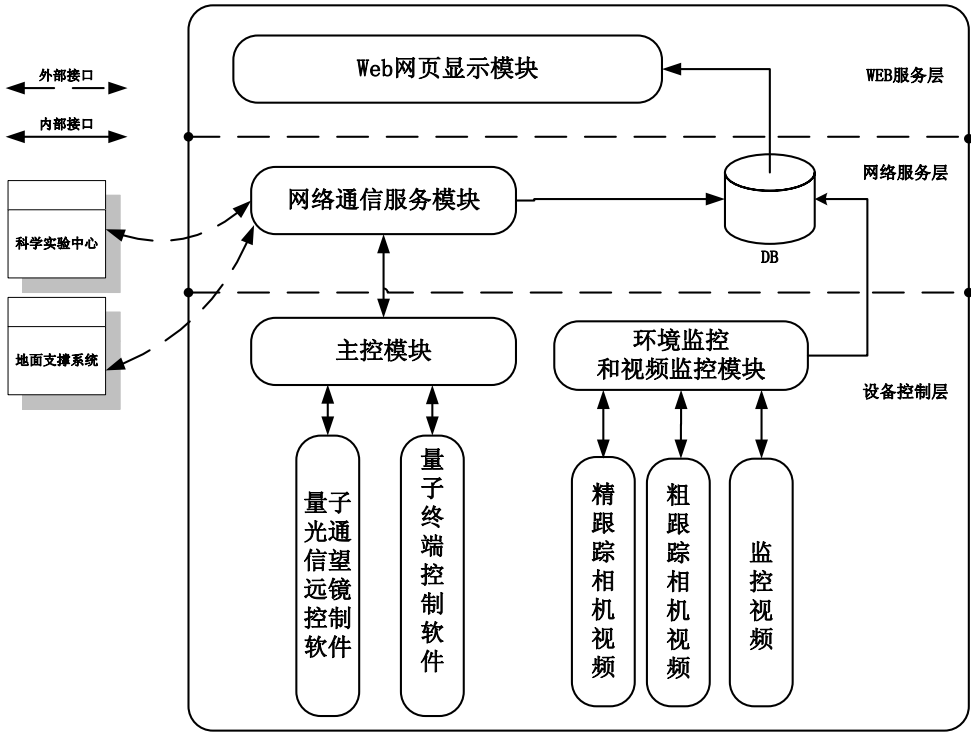 外部接口
内部接口
科学实验中心
地面支撑系统
Web网页显示模块
WEB服务层
网络通信服务模块
网络服务层
DB
主控模块
环境监控
和视频监控模块
设备控制层
量子
光通
信望
远镜
控制
软件
量子终端控制软件
精跟踪相机视频
粗跟踪相机视频
监控视频